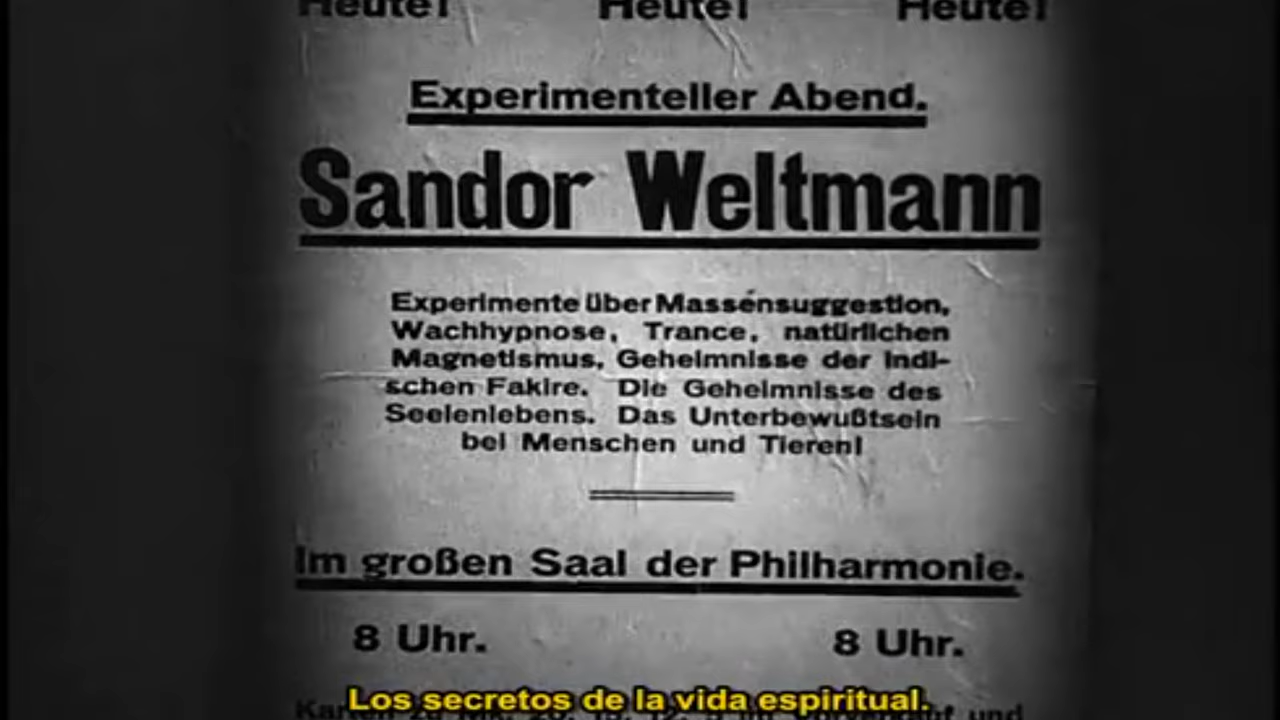 Heute! Heute! Heute!
Experimenteller Abend.
Sandor Weltmann
Experimente über Massensuggestion,
Wachhypnose, Trance, natürlichen
Magnetismus, Geheimnisse der indi-
schen Fakire. Die Geheimnisse des
Seelenlebens. Das Unterbewußtsein
bei Menschen und Tieren!
Im großen Saal der Philharmonie.
8 Uhr. 8 Uhr.
Los secretos de la vida espiritual.
Karten und